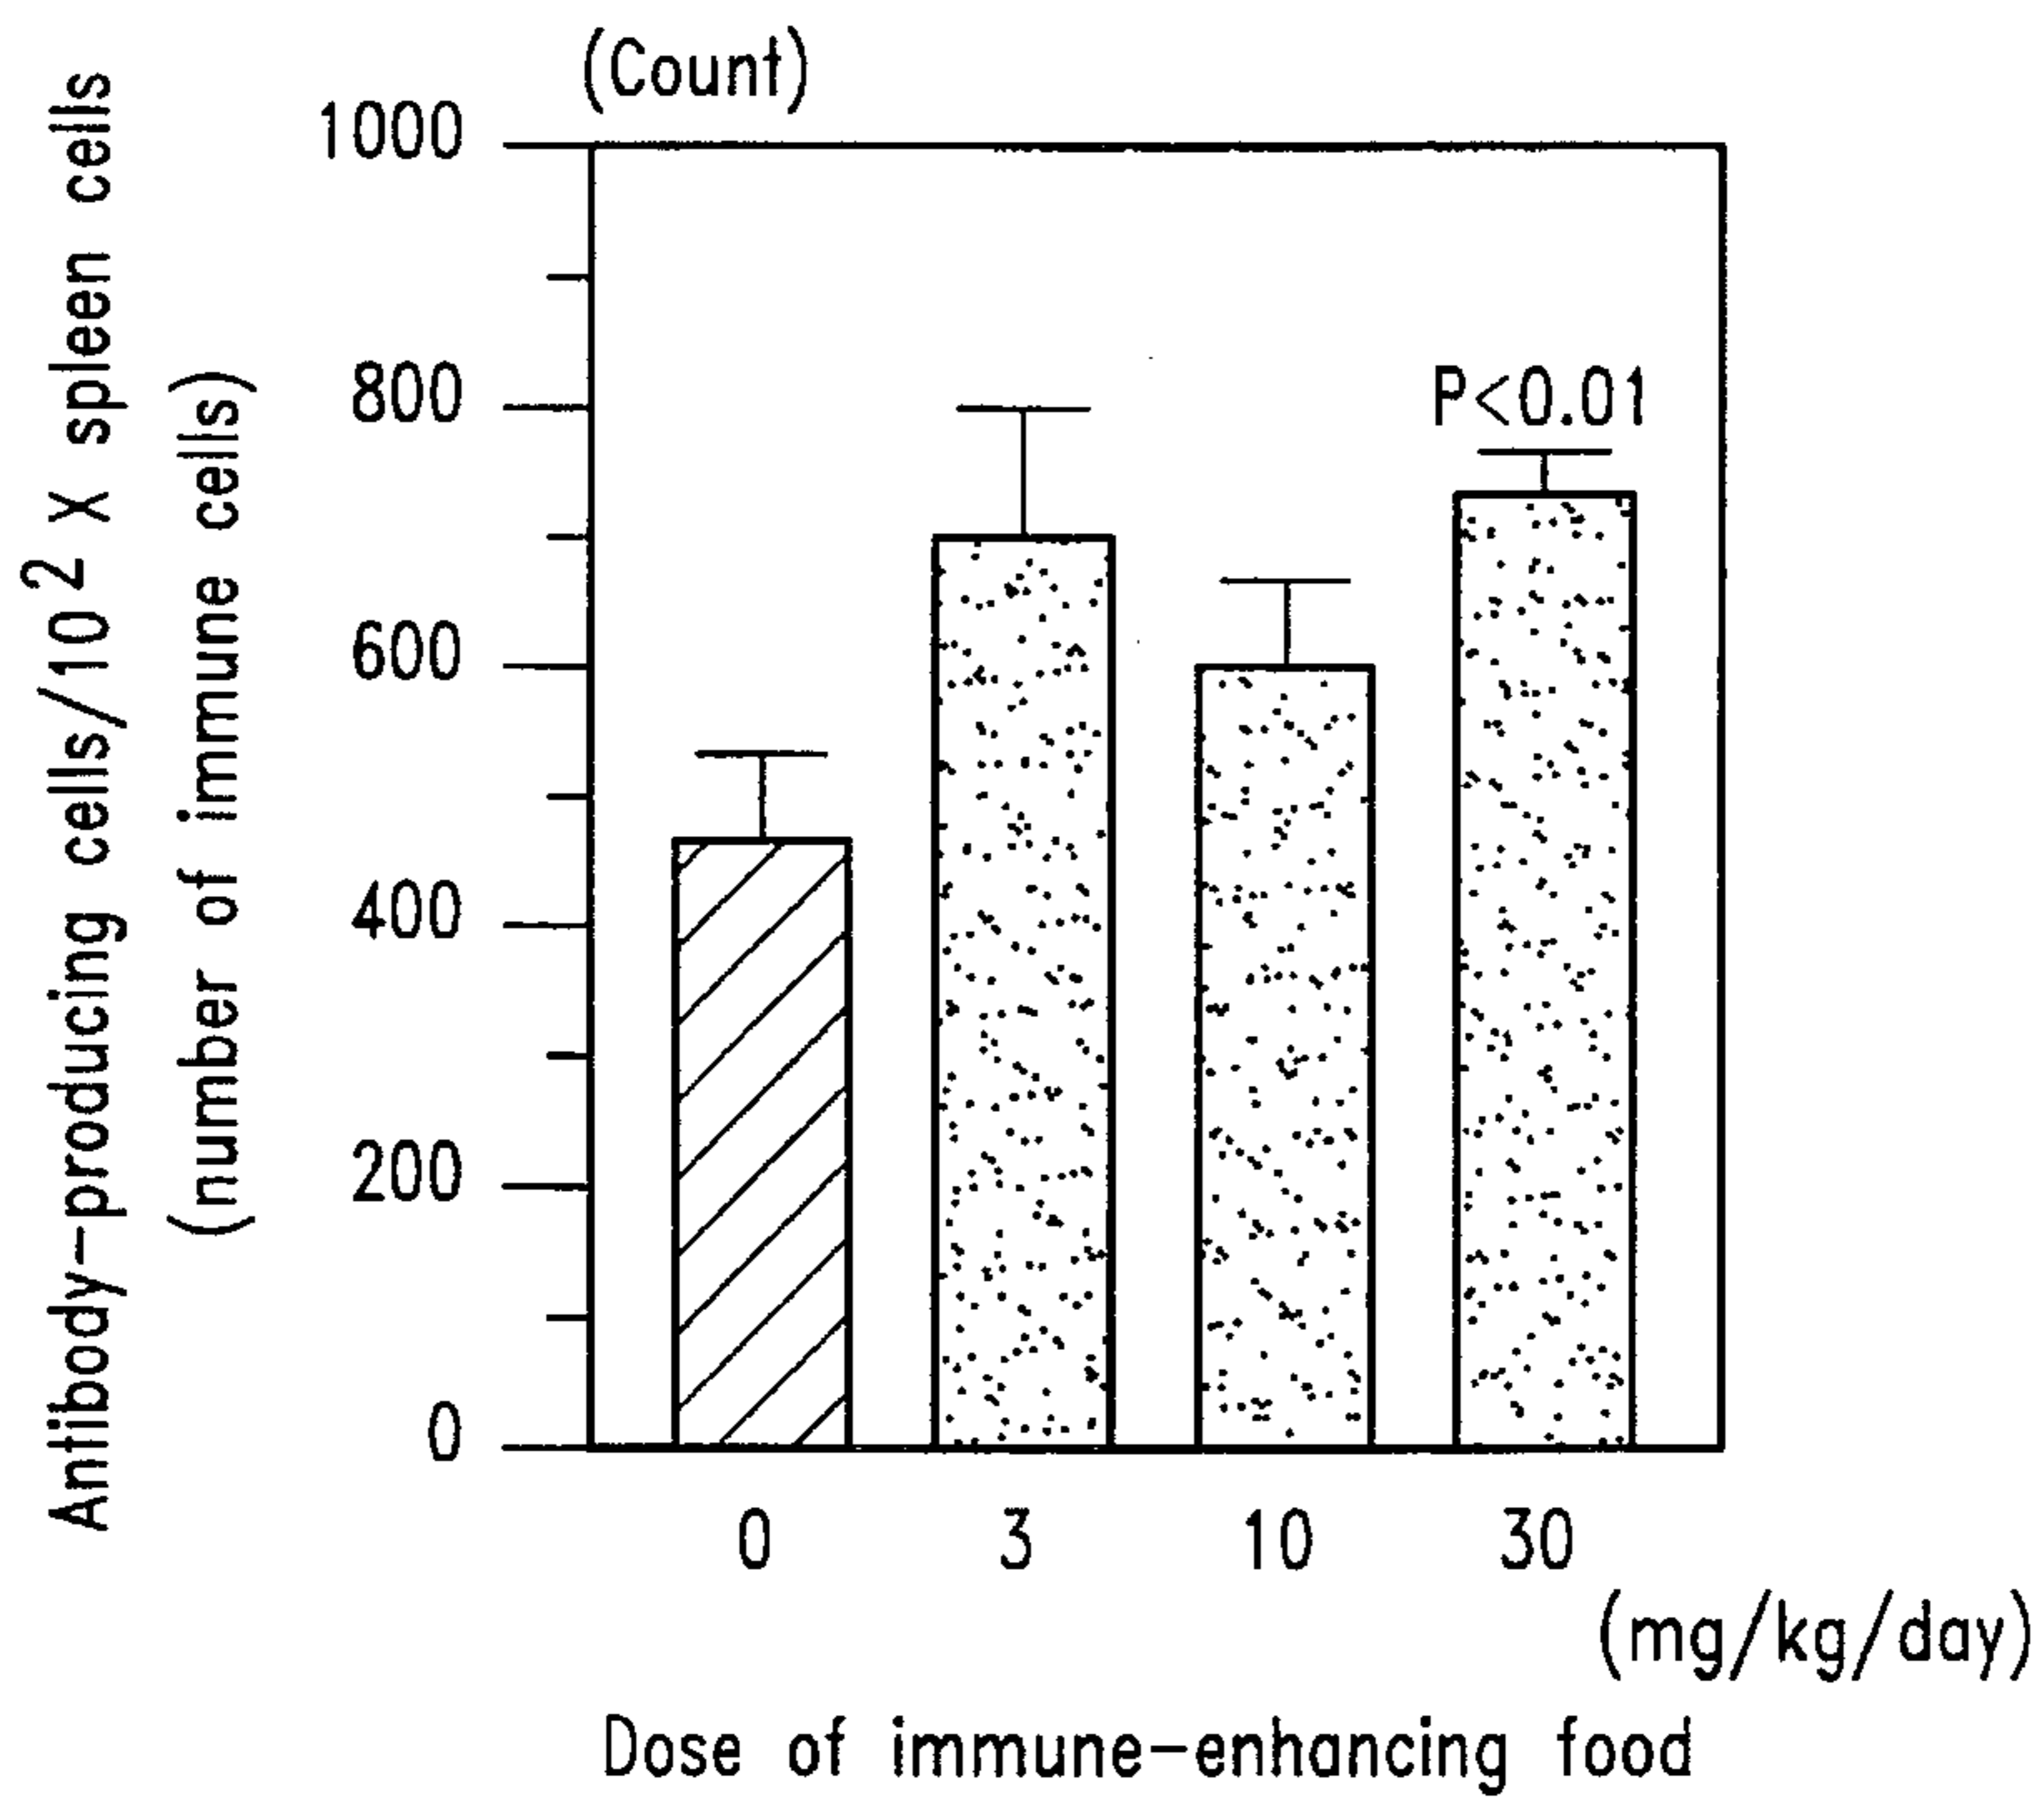 (Count)
Antibody-producing cells/10² x spleen cells
(number of immune cells)
1000
800
600
400
200
0
P<0.01
0 3 10 30
(mg/kg/day)
Dose of immune-enhancing food